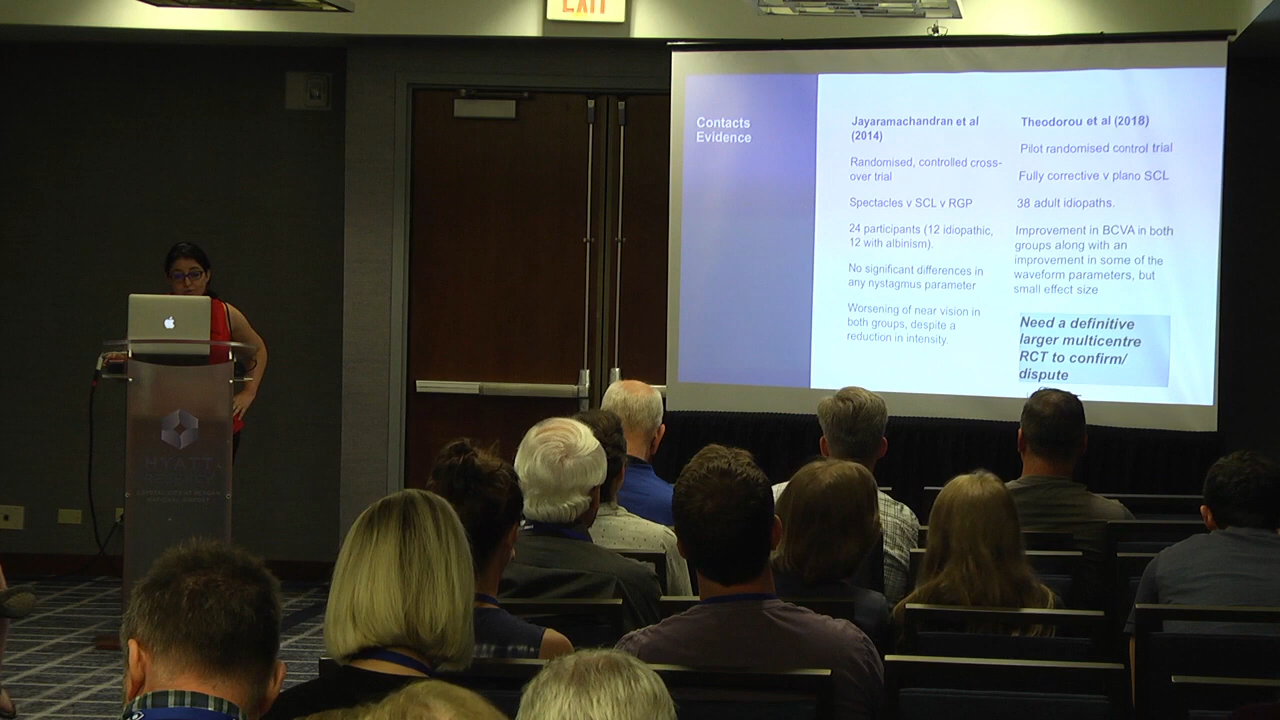 EXIT
Contacts
Evidence
Jayaramachandran et al
(2014)
Randomised, controlled cross-
over trial
Spectacles v SCL v RGP
24 participants (12 idiopathic,
12 with albinism).
No significant differences in
any nystagmus parameter
Worsening of near vision in
both groups, despite a
reduction in intensity.
Theodorou et al (2018)
Pilot randomised control trial
Fully corrective v plano SCL
38 adult idiopaths.
Improvement in BCVA in both
groups along with an
improvement in some of the
waveform parameters, but
small effect size
Need a definitive
larger multicentre
RCT to confirm/
dispute
HYATT